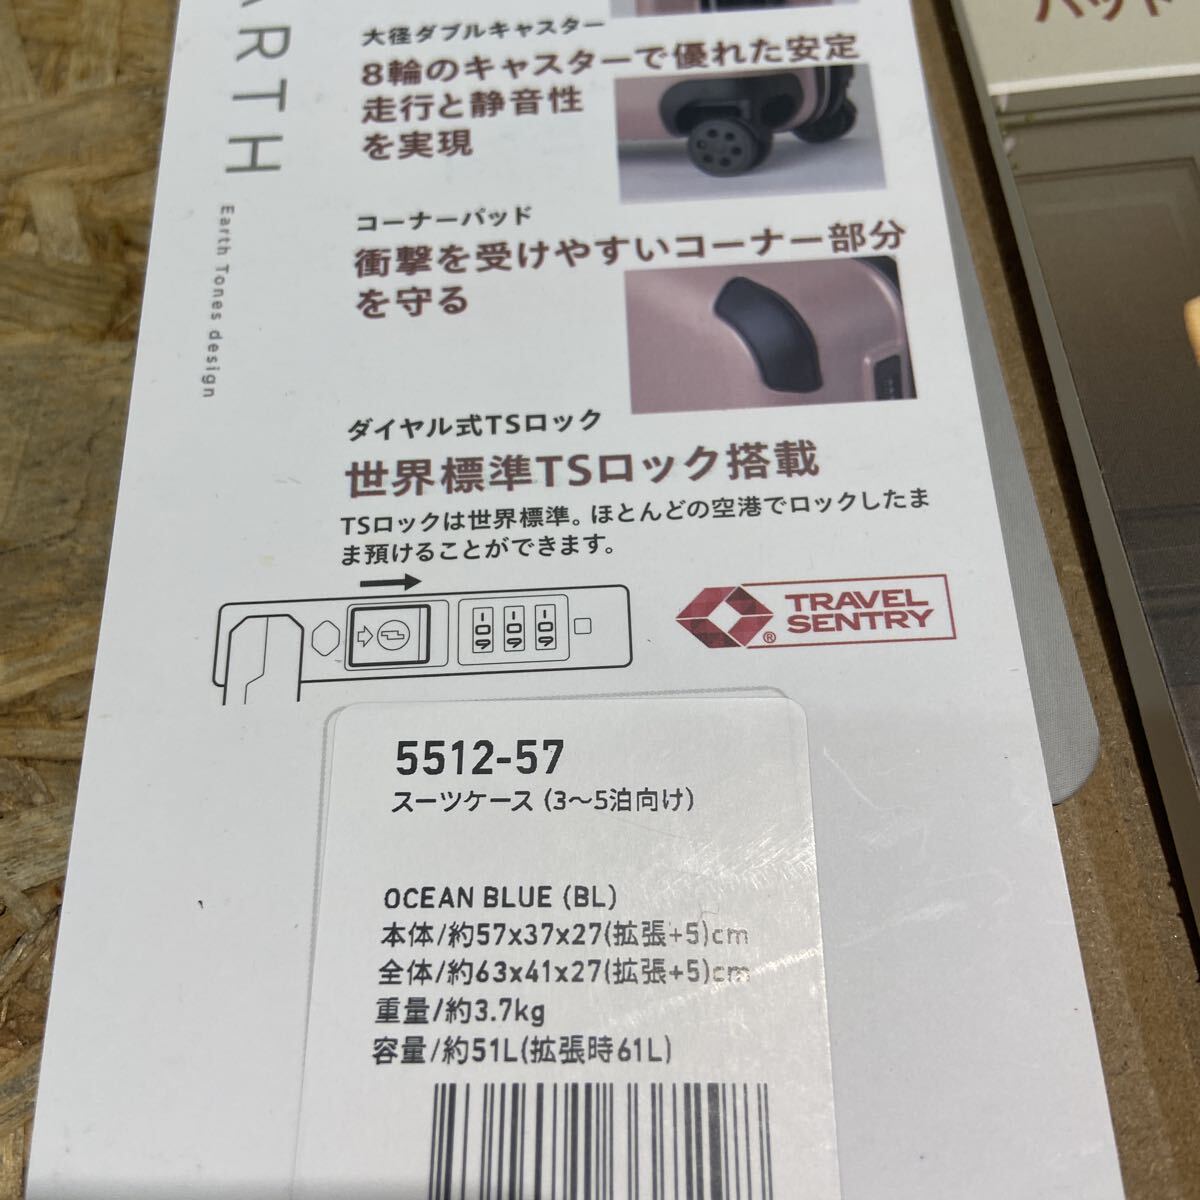 ARTH
Earth Tones design
大径ダブルキャスター
8輪のキャスターで優れた安定
走行と静音性
を実現
コーナーパッド
衝撃を受けやすいコーナー部分
を守る
ダイヤル式TSロック
世界標準TSロック搭載
TSロックは世界標準。ほとんどの空港でロックしたま
ま預けることができます。
TRAVEL
SENTRY
®
5512-57
スーツケース(3〜5泊向け)
OCEAN BLUE (BL)
本体/約57x37x27(拡張+5)cm
全体/約63x41x27(拡張+5)cm
重量/約3.7kg
容量/約51L(拡張時61L)